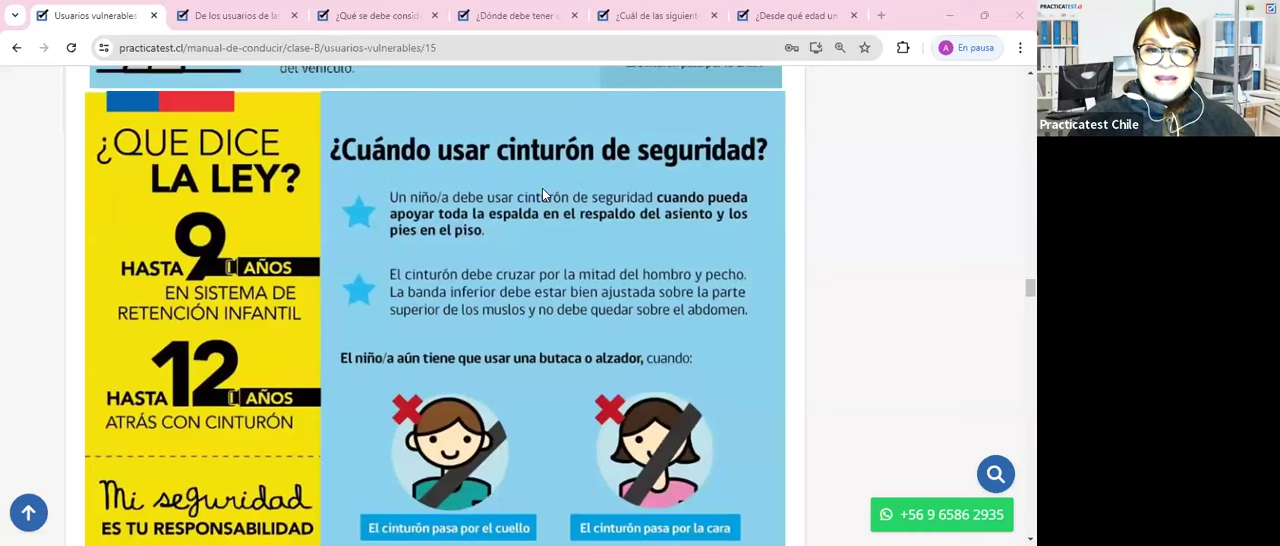 Usuarios vulnerables
De los usuarios de la
¿Qué se debe consid
¿Dónde debe tener u
¿Cuál de las siguient
¿Desde qué edad un
practicatest.cl/manual-de-conducir/clase-B/usuarios-vulnerables/15
A En pausa
PRACTICATEST.cl
Practicatest Chile
del vehículo.
¿QUE DICE
LA LEY?
HASTA 9 AÑOS
EN SISTEMA DE
RETENCIÓN INFANTIL
HASTA 12 AÑOS
ATRÁS CON CINTURÓN
Mi seguridad
ES TU RESPONSABILIDAD
¿Cuándo usar cinturón de seguridad?
Un niño/a debe usar cinturón de seguridad cuando pueda
apoyar toda la espalda en el respaldo del asiento y los
pies en el piso.
El cinturón debe cruzar por la mitad del hombro y pecho.
La banda inferior debe estar bien ajustada sobre la parte
superior de los muslos y no debe quedar sobre el abdomen.
El niño/a aún tiene que usar una butaca o alzador, cuando:
El cinturón pasa por el cuello
El cinturón pasa por la cara
+56 9 6586 2935